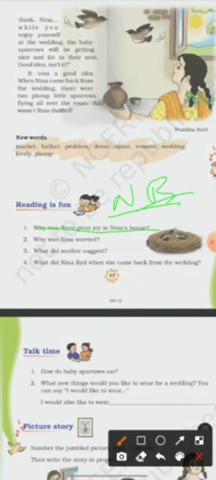 think, Nina...
while you
enjoy yourself
at the wedding, the baby
sparrows will be getting
nice and fat in their nest.
Good idea, isn't it?"
It was a good idea.
When Nina came back from
the wedding, there were
two plump little sparrows
flying all over the room. And
wasn't Nina thrilled!
Pratibha Nath
New words
market, bother, problem, dress, upset, remove, wedding,
lovely, plump
Reading is fun
NB
1. Why was there great joy in Nina's house?
2. Why was Nina worried?
3. What did mother suggest?
4. What did Nina find when she came back from the wedding?
Talk time
1. How do baby sparrows eat?
2. What new things would you like to wear for a wedding? You
can say "I would like to wear..."
I would also like to wear
Picture story
Number the jumbled picture
Then write the story in